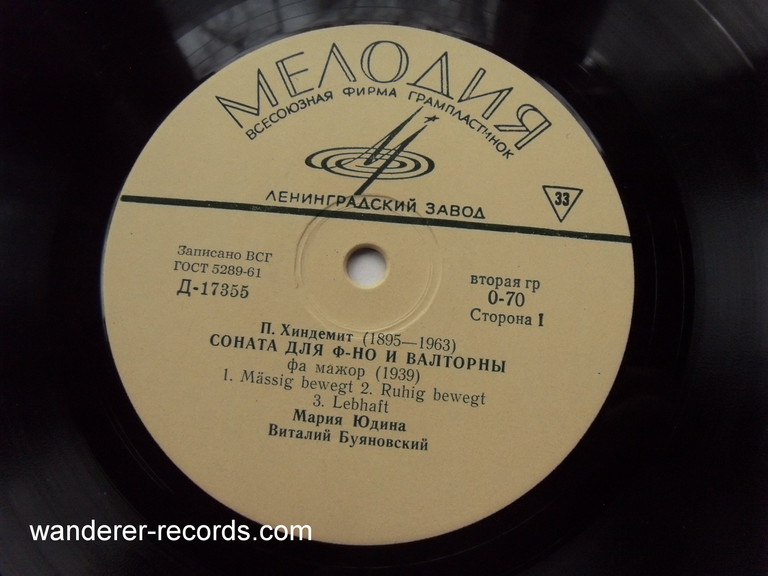 МЕЛОДИЯ
ВСЕСОЮЗНАЯ ФИРМА ГРАМПЛАСТИНОК
ЛЕНИНГРАДСКИЙ ЗАВОД
33
Записано ВСГ
ГОСТ 5289-61
Д-17355
вторая гр
0-70
Сторона 1
П. Хиндемит (1895—1963)
СОНАТА ДЛЯ Ф-НО И ВАЛТОРНЫ
фа мажор (1939)
1. Mässig bewegt 2. Ruhig bewegt
3. Lebhaft
Мария Юдина
Виталий Буяновский
wanderer-records.com